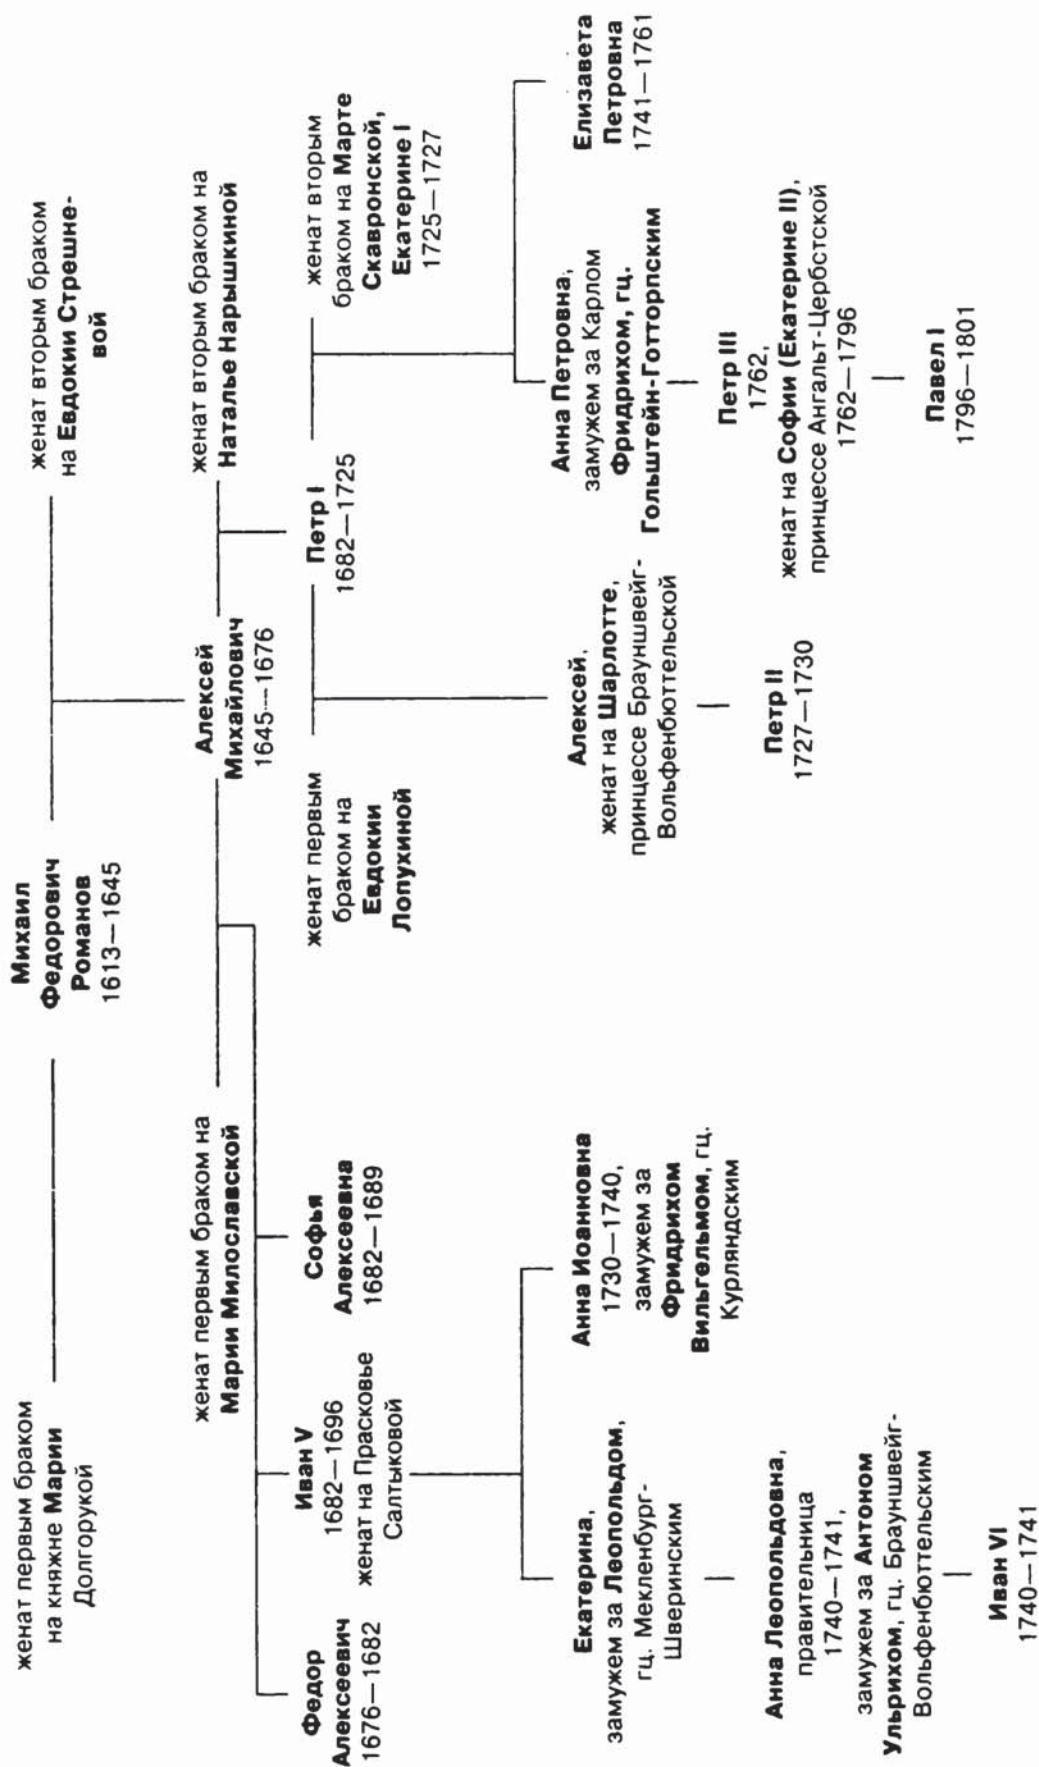 женат первым браком
на княжне Марии
Долгорукой
Михаил
Федорович
Романов
1613—1645
женат вторым браком
на Евдокии Стрешне-
вой
женат первым браком на
Марии Милославской
Алексей
Михайлович
1645—1676
женат вторым браком на
Наталье Нарышкиной
Федор
Алексеевич
1676—1682
Иван V
1682—1696
женат на Прасковье
Салтыковой
Софья
Алексеевна
1682—1689
женат первым
браком на
Евдокии
Лопухиной
Петр I
1682—1725
женат вторым
браком на Марте
Скавронской,
Екатерине I
1725—1727
Екатерина,
замужем за Леопольдом,
гц. Мекленбург-
Шверинским
Анна Иоанновна
1730—1740,
замужем за
Фридрихом
Вильгельмом, гц.
Курляндским
Алексей,
женат на Шарлотте,
принцессе Брауншвейг-
Вольфенбюттельской
Анна Петровна,
замужем за Карлом
Фридрихом, гц.
Гольштейн-Готторпским
Елизавета
Петровна
1741—1761
Анна Леопольдовна,
правительница
1740—1741,
замужем за Антоном
Ульрихом, гц. Брауншвейг-
Вольфенбюттельским
Петр II
1727—1730
Петр III
1762,
женат на Софии (Екатерине II),
принцессе Ангальт-Цербстской
1762—1796
Иван VI
1740—1741
Павел I
1796—1801